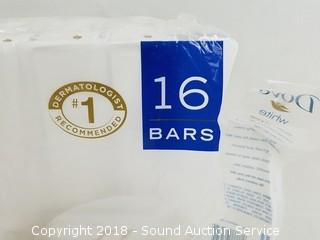 DERMATOLOGIST
#1
RECOMMENDED
16
BARS
Dove
white
Copyright 2018 - Sound Auction Service